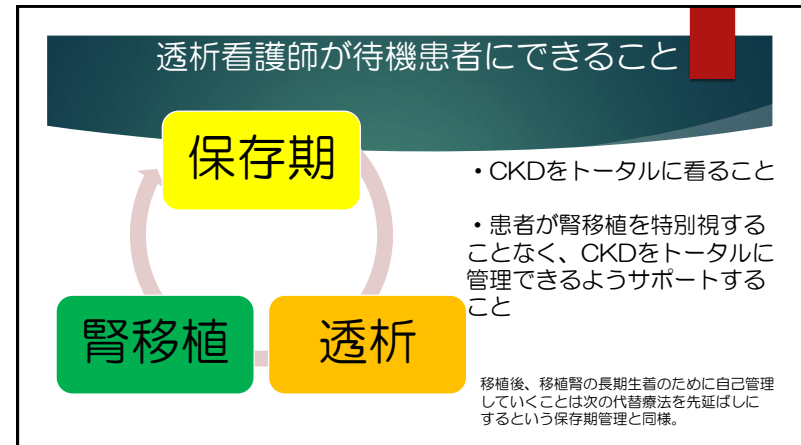 透析看護師が待機患者にできること
保存期
腎移植
透析
・CKDをトータルに看ること
・患者が腎移植を特別視する
ことなく、CKDをトータルに
管理できるようサポートする
こと
移植後、移植腎の長期生着のために自己管理
していくことは次の代替療法を先延ばしに
するという保存期管理と同様。